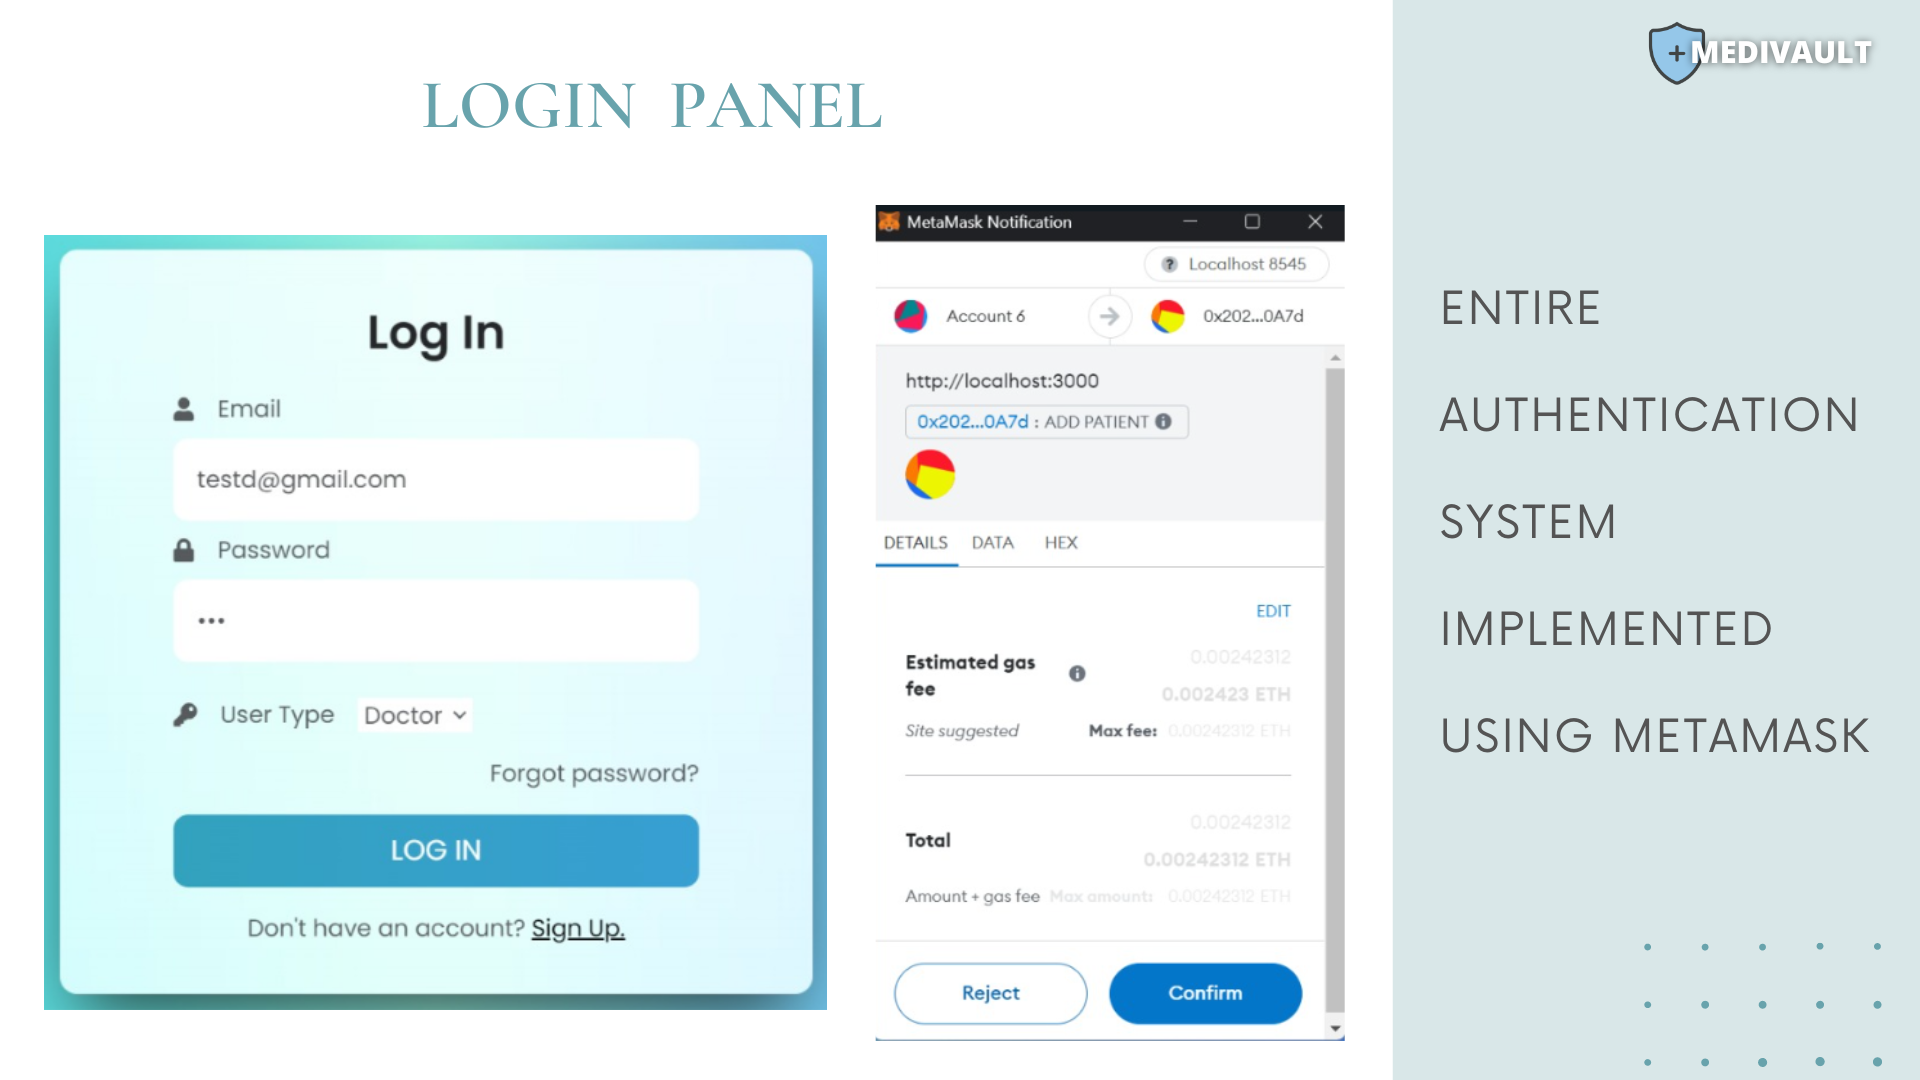 LOGIN PANEL
Log In
Email
testd@gmail.com
Password
•••
User Type Doctor
Forgot password?
LOG IN
Don't have an account? Sign Up.
MetaMask Notification
? Localhost 8545
Account 6 0x202...0A7d
http://localhost:3000
0x202...0A7d : ADD PATIENT
DETAILS DATA HEX
EDIT
Estimated gas
fee
0.00242312
0.002423 ETH
Site suggested Max fee: 0.00242312 ETH
0.00242312
Total
0.00242312 ETH
Amount + gas fee Max amount: 0.00242312 ETH
Reject Confirm
MEDIVAULT
ENTIRE
AUTHENTICATION
SYSTEM
IMPLEMENTED
USING METAMASK